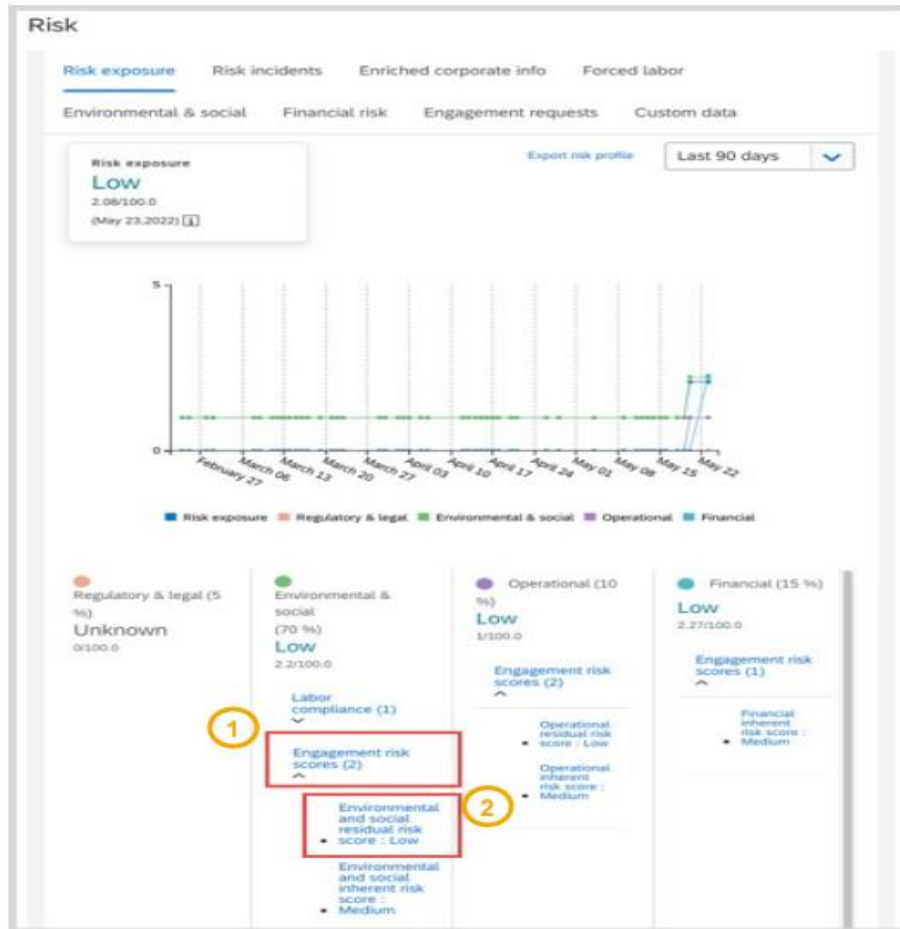 Risk
Risk exposure Risk incidents Enriched corporate info Forced labor
Environmental & social Financial risk Engagement requests Custom data
Risk exposure
Low
2.08/100.0
(May 23,2022) i
Export risk profile
Last 90 days
5
0
February 27 March 06 March 13 March 20 March 27 April 03 April 10 April 17 April 24 May 01 May 08 May 15 May 22
Risk exposure Regulatory & legal Environmental & social Operational Financial
Regulatory & legal (5
%)
Unknown
0/100.0
Environmental &
social
(70 %)
Low
2.2/100.0
Labor
compliance (1)
1
Engagement risk
scores (2)
2
Environmental
and social
residual risk
• score : Low
Environmental
and social
inherent risk
score :
• Medium
Operational (10
%)
Low
1/100.0
Engagement risk
scores (2)
Operational
residual risk
• score : Low
Operational
inherent
risk score :
• Medium
Financial (15 %)
Low
2.27/100.0
Engagement risk
scores (1)
Financial
inherent
risk score :
• Medium